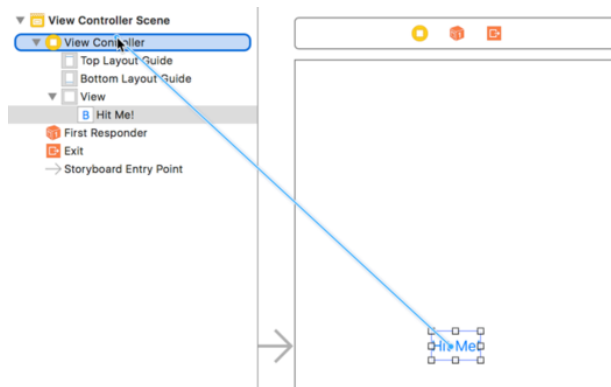 View Controller Scene
View Controller
Top Layout Guide
Bottom Layout Guide
View
B Hit Me!
First Responder
Exit
Storyboard Entry Point
Hit Me!